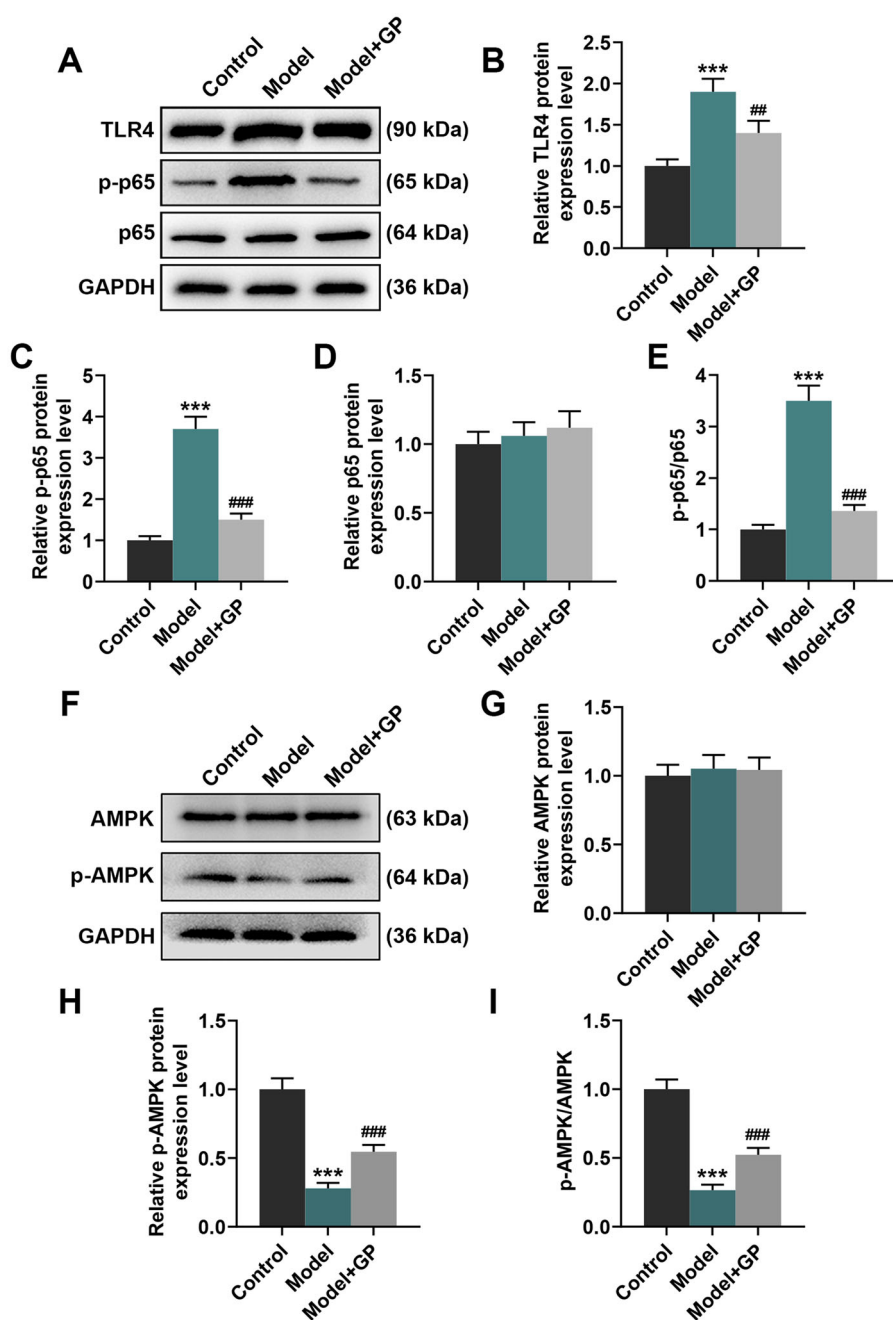 A
Control
Model
Model+GP
TLR4
(90 kDa)
p-p65
(65 kDa)
p65
(64 kDa)
GAPDH
(36 kDa)
B
Relative TLR4 protein
expression level
2.5
2.0
1.5
1.0
0.5
0.0
***
##
Control
Model
Model+GP
C
Relative p-p65 protein
expression level
5
4
3
2
1
0
***
###
Control
Model
Model+GP
D
Relative p65 protein
expression level
1.5
1.0
0.5
0.0
Control
Model
Model+GP
E
p-p65/p65
4
3
2
1
0
***
###
Control
Model
Model+GP
F
Control
Model
Model+GP
AMPK
(63 kDa)
p-AMPK
(64 kDa)
GAPDH
(36 kDa)
G
Relative AMPK protein
expression level
1.5
1.0
0.5
0.0
Control
Model
Model+GP
H
Relative p-AMPK protein
expression level
1.5
1.0
0.5
0.0
***
###
Control
Model
Model+GP
I
p-AMPK/AMPK
1.5
1.0
0.5
0.0
***
###
Control
Model
Model+GP